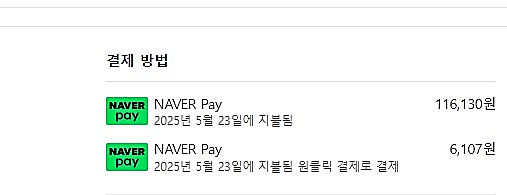 결제 방법
NAVER pay
NAVER Pay 116,130원
2025년 5월 23일에 지불됨
NAVER pay
NAVER Pay 6,107원
2025년 5월 23일에 지불됨 원클릭 결제로 결제